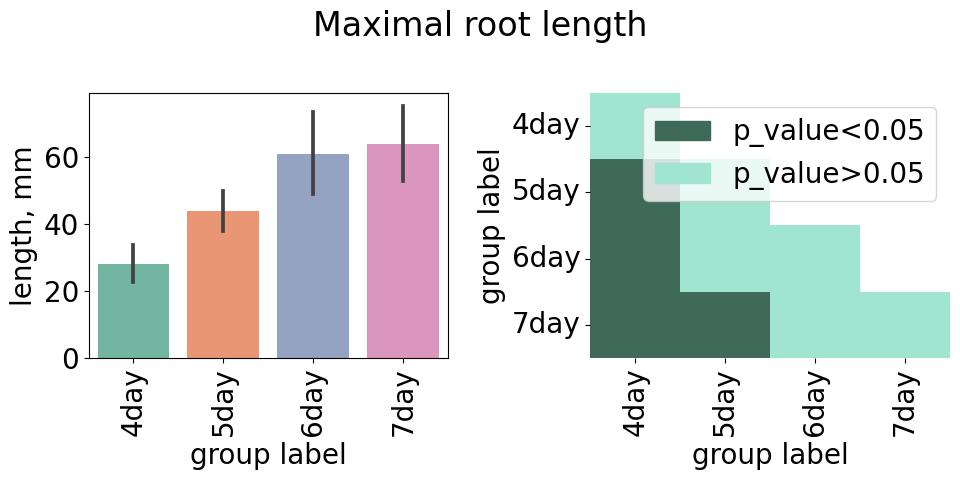 Maximal root length
length, mm
60
40
20
0
4day
5day
6day
7day
group label
group label
4day
5day
6day
7day
p_value<0.05
p_value>0.05
4day
5day
6day
7day
group label